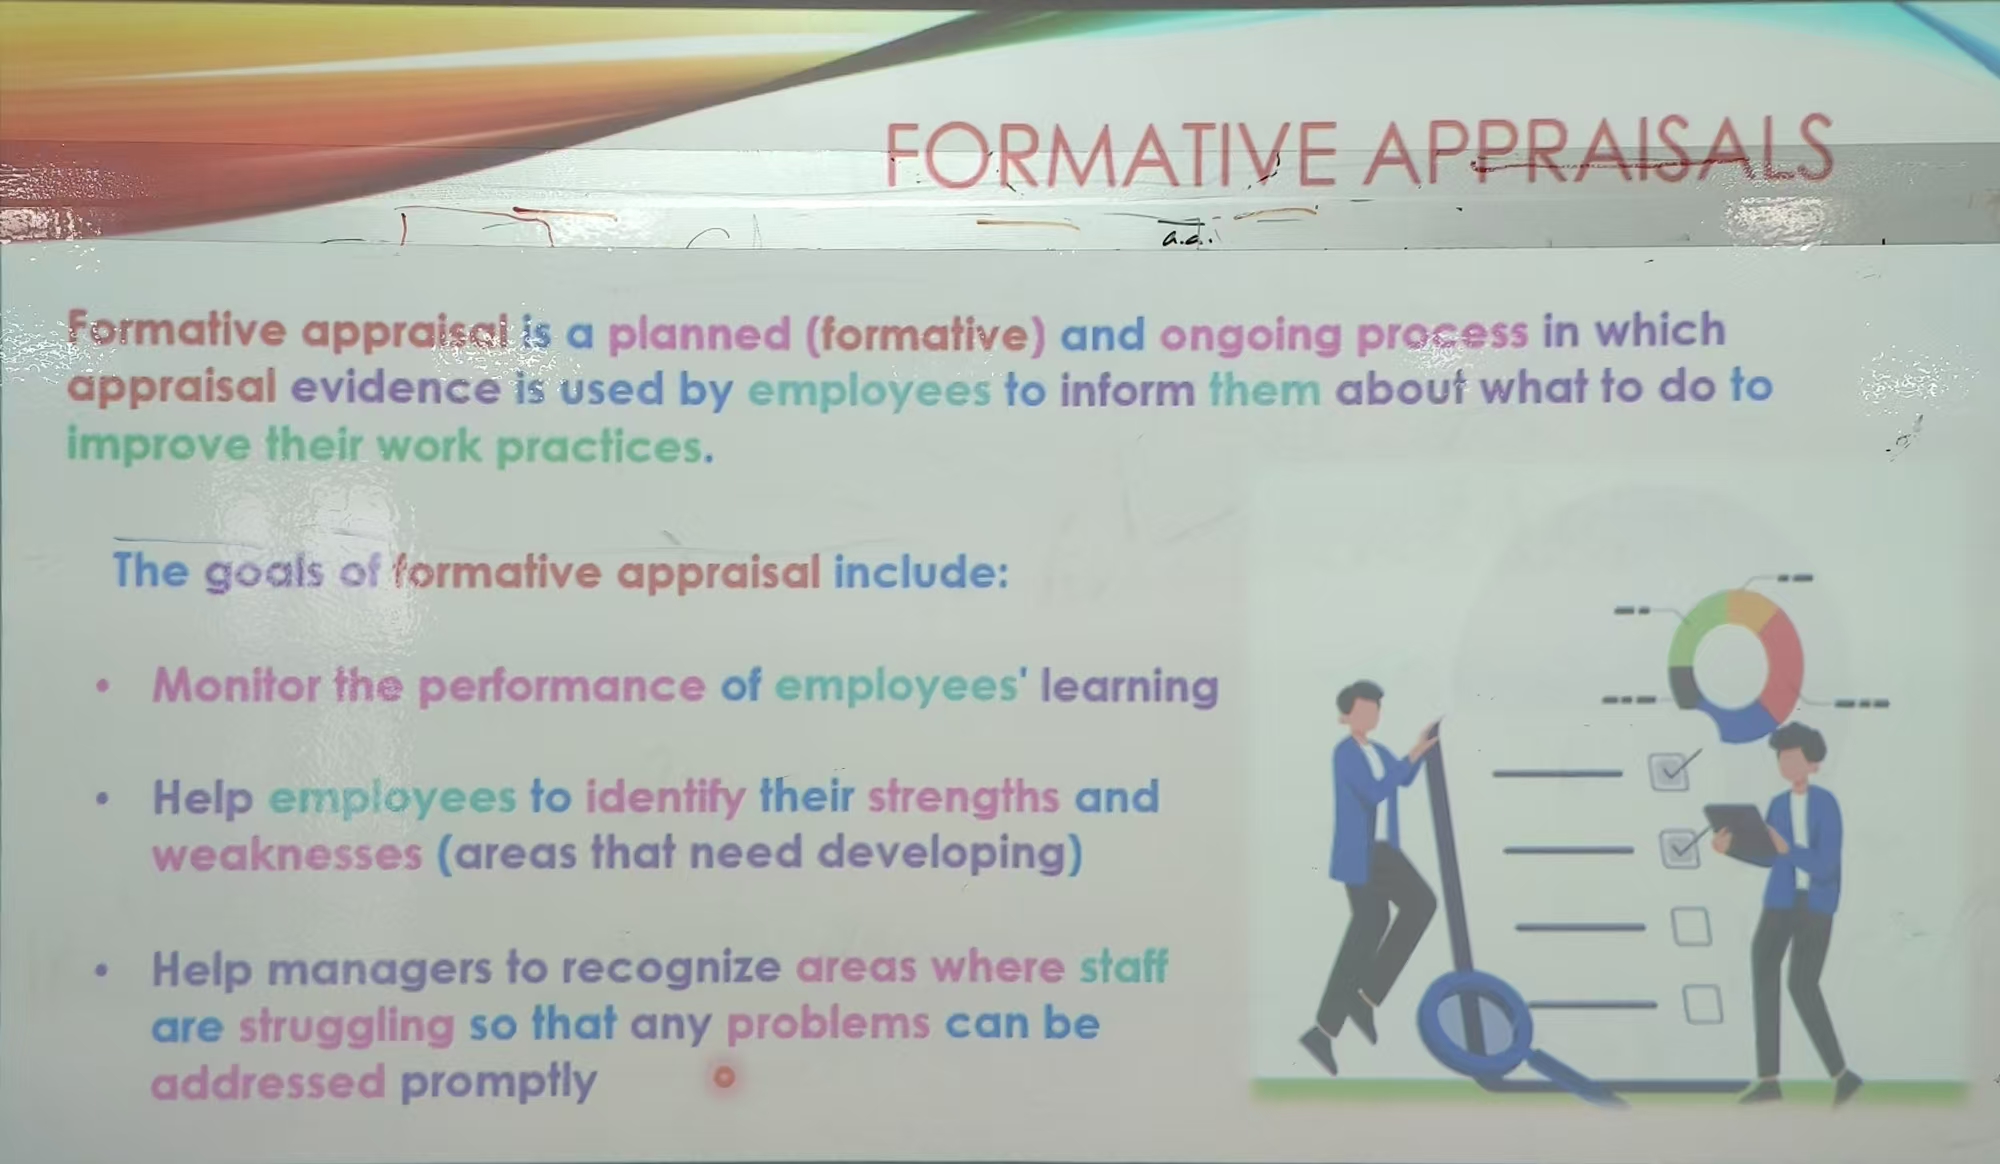 FORMATIVE APPRAISALS
Formative appraisal is a planned (formative) and ongoing process in which
appraisal evidence is used by employees to inform them about what to do to
improve their work practices.
The goals of formative appraisal include:
• Monitor the performance of employees' learning
• Help employees to identify their strengths and
weaknesses (areas that need developing)
• Help managers to recognize areas where staff
are struggling so that any problems can be
addressed promptly